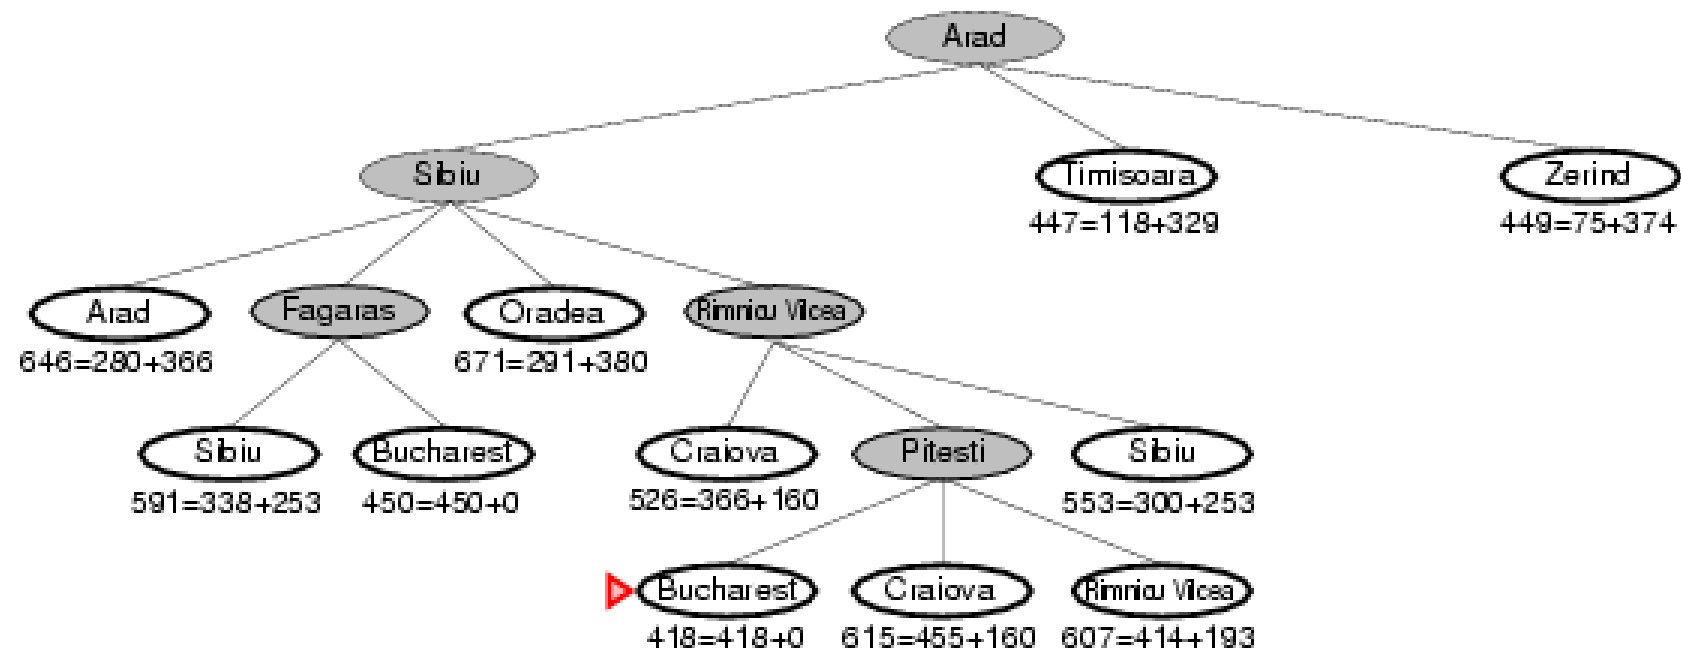 Arad
Sibiu
Timisoara
Zerind
447=118+329
449=75+374
Arad
Fagaras
Oradea
Rimnicu Vilcea
646=280+366
671=291+380
Sibiu
Bucharest
Craiova
Pitesti
Sibiu
591=338+253
450=450+0
526=366+160
553=300+253
Bucharest
Craiova
Rimnicu Vilcea
418=418+0
615=455+160
607=414+193